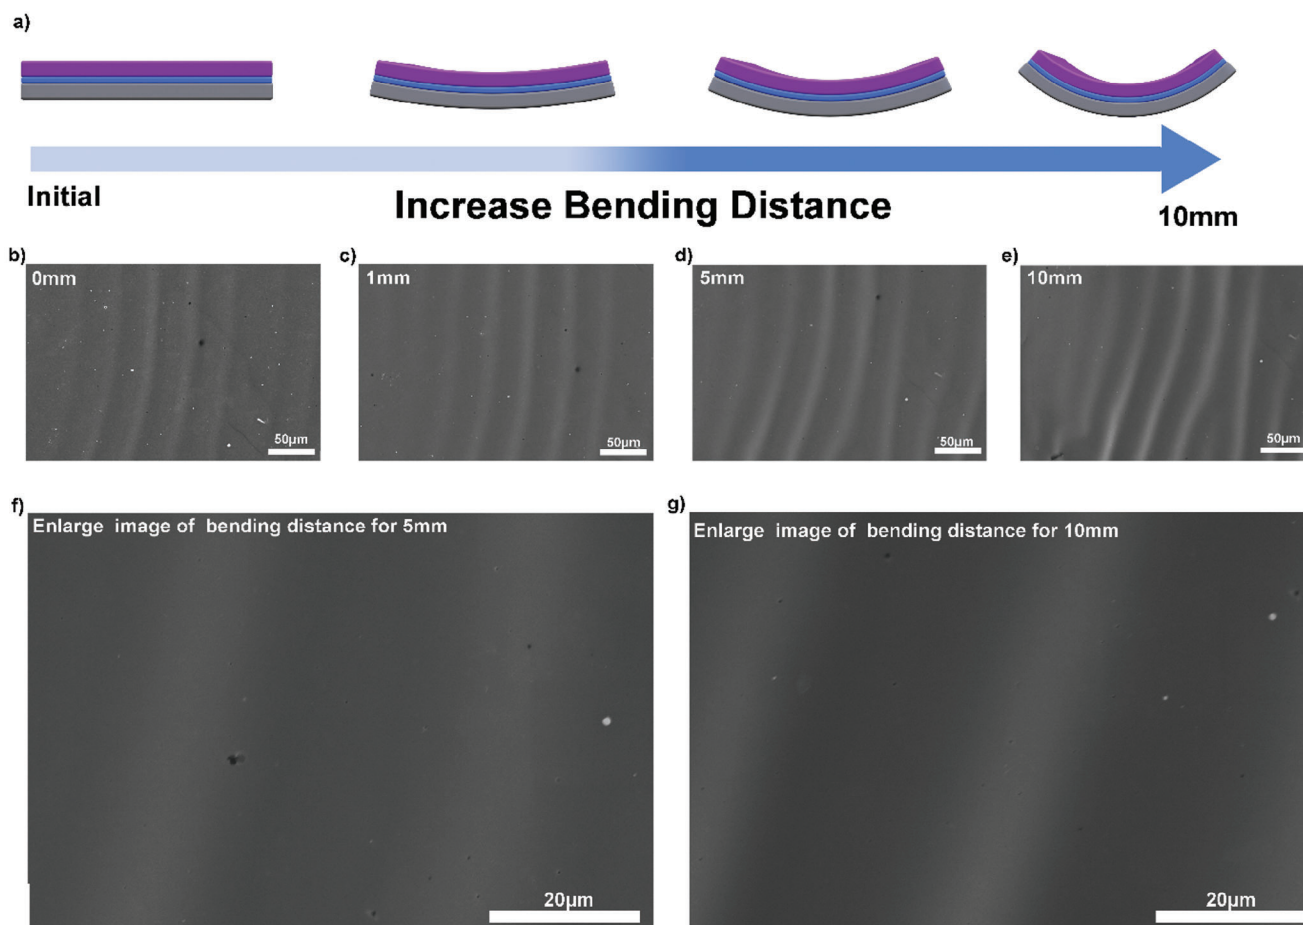 a)
Initial
Increase Bending Distance
10mm
b)
0mm
50μm
c)
1mm
50μm
d)
5mm
50μm
e)
10mm
50μm
f)
Enlarge image of bending distance for 5mm
20μm
g)
Enlarge image of bending distance for 10mm
20μm